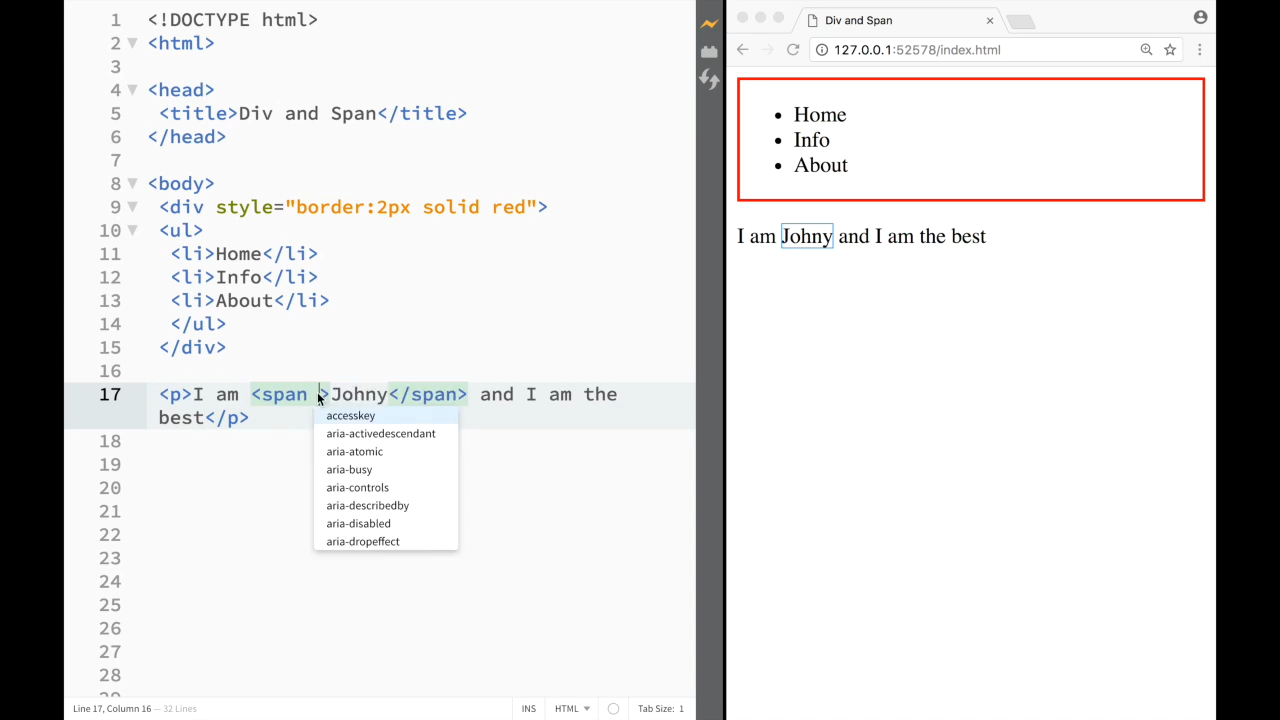 1 <!DOCTYPE html>
2 <html>
3
4 <head>
5 <title>Div and Span</title>
6 </head>
7
8 <body>
9 <div style="border:2px solid red">
10 <ul>
11 <li>Home</li>
12 <li>Info</li>
13 <li>About</li>
14 </ul>
15 </div>
16
17 <p>I am <span >Johny</span> and I am the
best</p>
18
19
20
21
22
23
24
25
26
27
28
accesskey
aria-activedescendant
aria-atomic
aria-busy
aria-controls
aria-describedby
aria-disabled
aria-dropeffect
Line 17, Column 16 — 32 Lines
INS
HTML
Tab Size: 1
Div and Span
127.0.0.1:52578/index.html
• Home
• Info
• About
I am Johny and I am the best